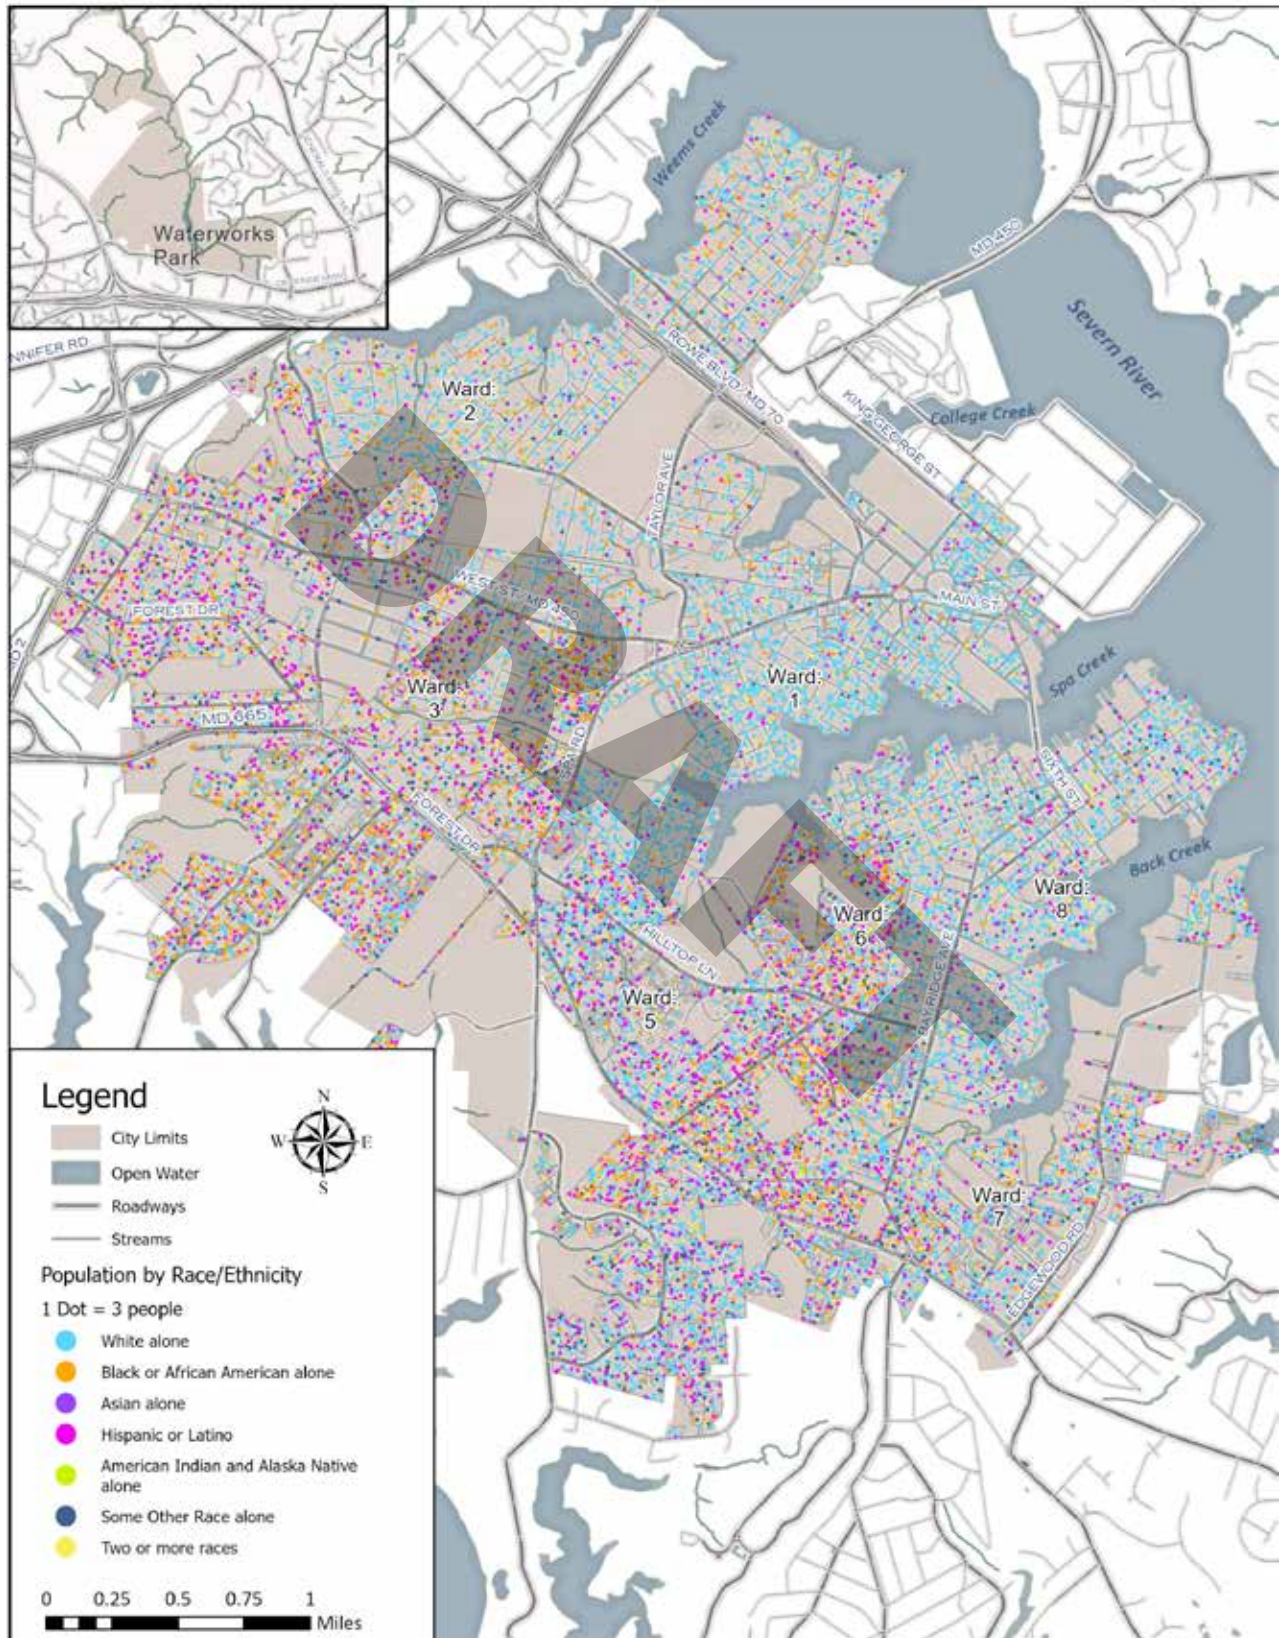 Waterworks
Park
Weems Creek
MD 450
Severn River
NNIFER RD
ROWE BLVD/ MD 70
Ward:
2
KING GEORGE ST
College Creek
TAYLOR AVE
WEST ST/ MD 450
MAIN ST
FOREST DR
Ward:
1
Spa Creek
MD 2
Ward:
3
MD 665
SPA RD
SIXTH ST
FOREST DR
Back Creek
Ward:
8
Ward:
6
HILLTOP LN
BAY RIDGE AVE
Ward:
5
Ward:
7
EDGEWOOD RD
DRAFT
Legend
N
W
E
S
City Limits
Open Water
Roadways
Streams
Population by Race/Ethnicity
1 Dot = 3 people
White alone
Black or African American alone
Asian alone
Hispanic or Latino
American Indian and Alaska Native
alone
Some Other Race alone
Two or more races
0 0.25 0.5 0.75 1
Miles